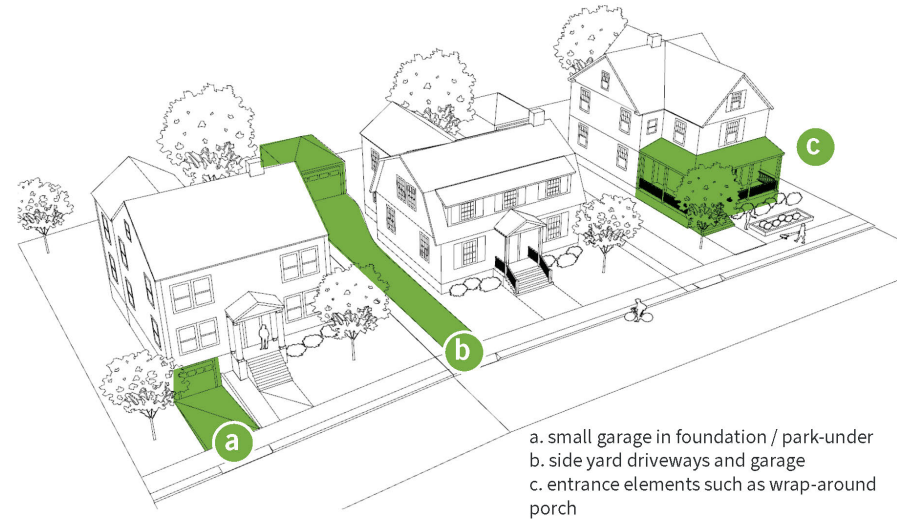 c
b
a
a. small garage in foundation / park-under
b. side yard driveways and garage
c. entrance elements such as wrap-around
porch